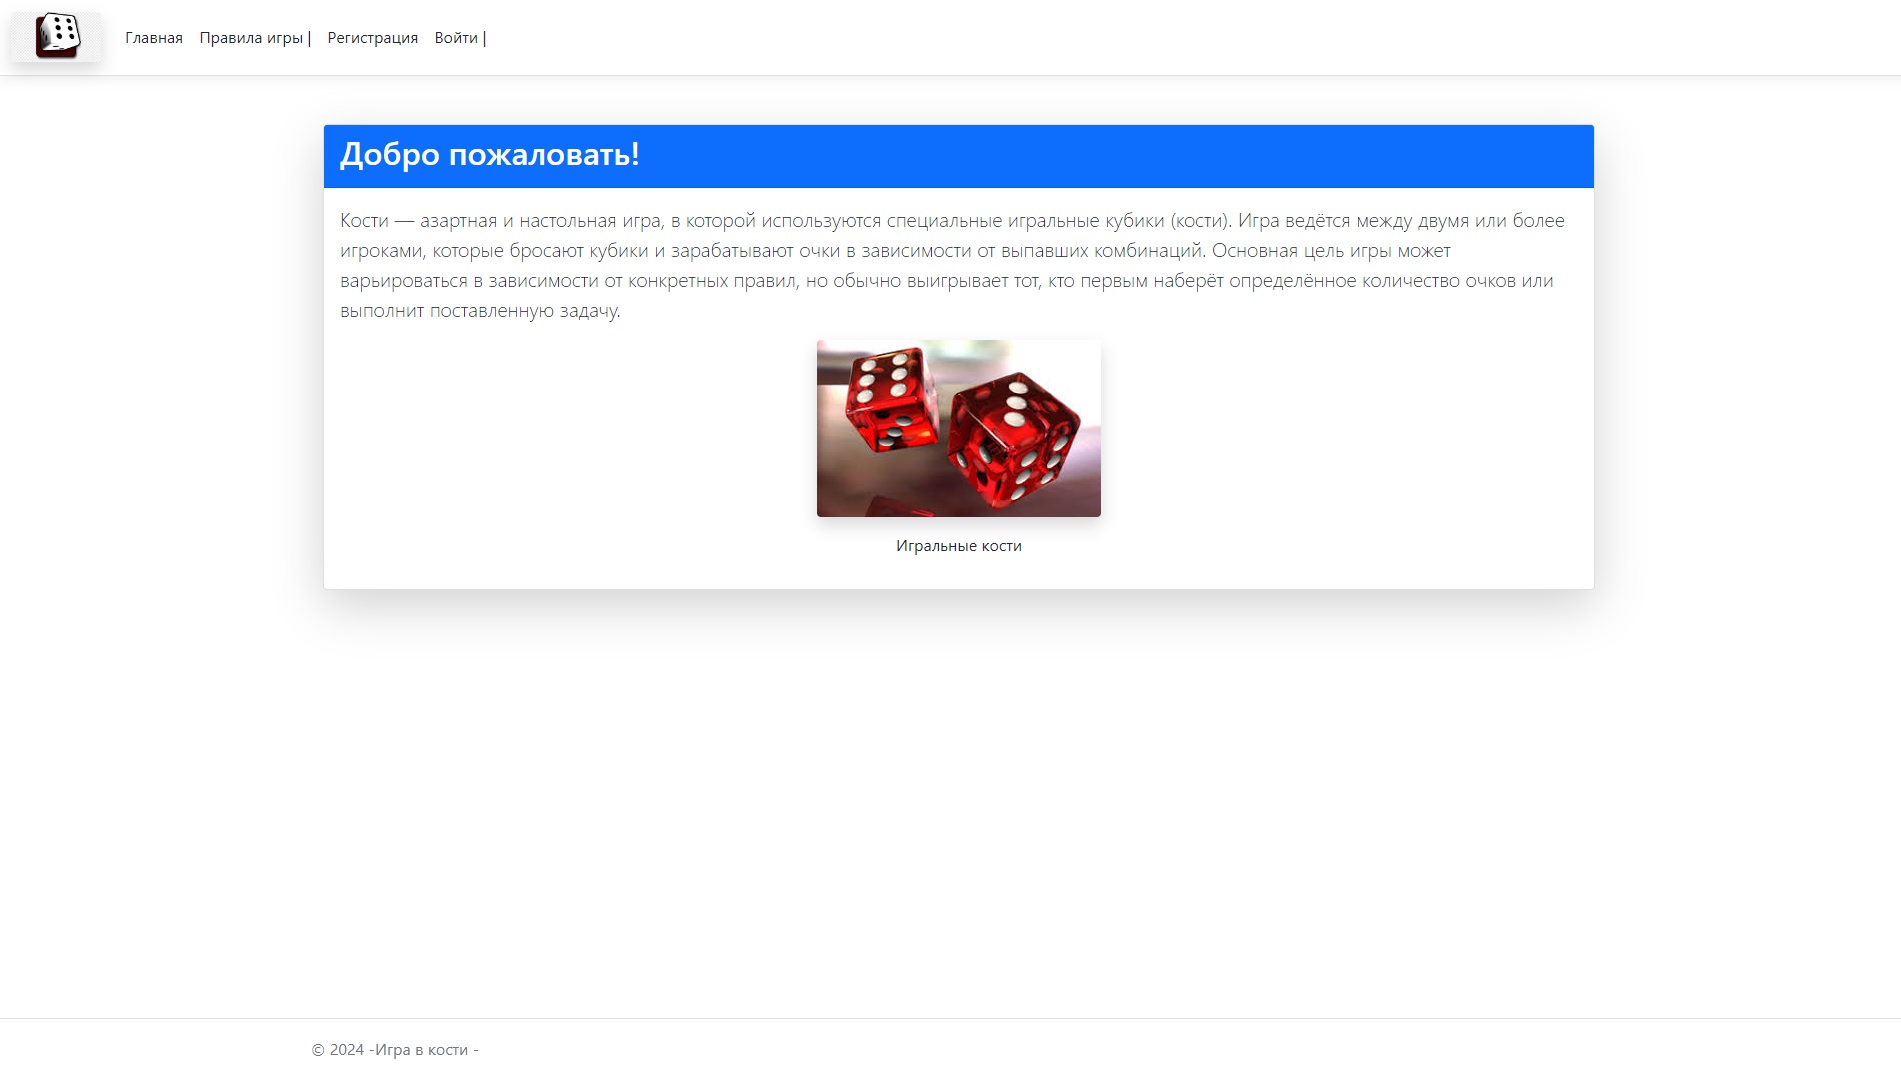 Главная Правила игры | Регистрация Войти |
Добро пожаловать!
Кости — азартная и настольная игра, в которой используются специальные игральные кубики (кости). Игра ведётся между двумя или более
игроками, которые бросают кубики и зарабатывают очки в зависимости от выпавших комбинаций. Основная цель игры может
варьироваться в зависимости от конкретных правил, но обычно выигрывает тот, кто первым наберёт определённое количество очков или
выполнит поставленную задачу.
Игральные кости
© 2024 -Игра в кости -